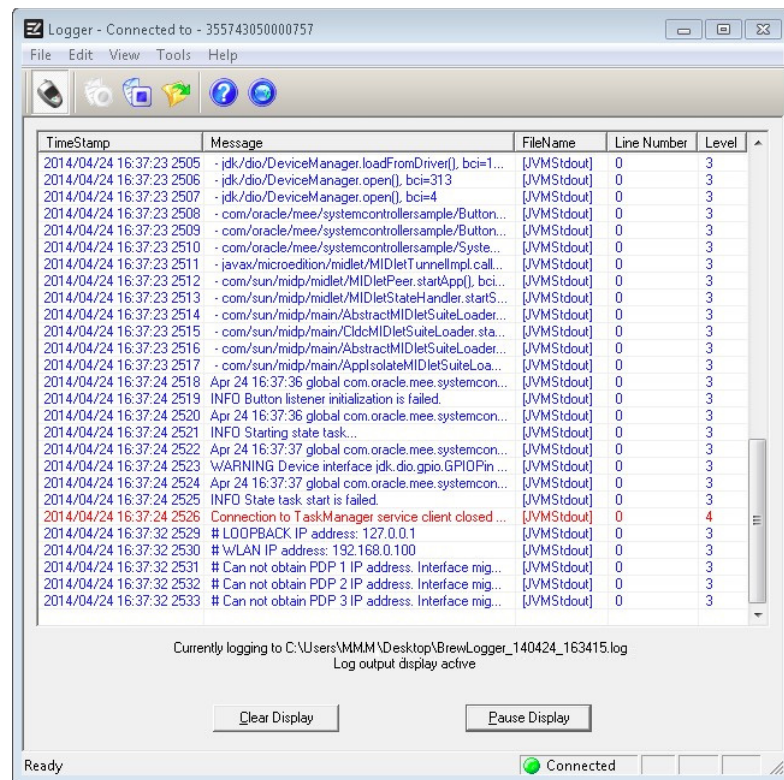 Logger - Connected to - 355743050000757
File Edit View Tools Help
TimeStamp Message FileName Line Number Level
2014/04/24 16:37:23 2505 - jdk/dio/DeviceManager.loadFromDriver(), bci=1... [JVMStdout] 0 3
2014/04/24 16:37:23 2506 - jdk/dio/DeviceManager.open(), bci=313 [JVMStdout] 0 3
2014/04/24 16:37:23 2507 - jdk/dio/DeviceManager.open(), bci=4 [JVMStdout] 0 3
2014/04/24 16:37:23 2508 - com/oracle/mee/systemcontrollersample/Button... [JVMStdout] 0 3
2014/04/24 16:37:23 2509 - com/oracle/mee/systemcontrollersample/Button... [JVMStdout] 0 3
2014/04/24 16:37:23 2510 - com/oracle/mee/systemcontrollersample/Syste... [JVMStdout] 0 3
2014/04/24 16:37:23 2511 - javax/microedition/midlet/MIDletTunnelImpl.call... [JVMStdout] 0 3
2014/04/24 16:37:23 2512 - com/sun/midp/midlet/MIDletPeer.startApp(), bci... [JVMStdout] 0 3
2014/04/24 16:37:23 2513 - com/sun/midp/midlet/MIDletStateHandler.startS... [JVMStdout] 0 3
2014/04/24 16:37:23 2514 - com/sun/midp/main/AbstractMIDletSuiteLoader... [JVMStdout] 0 3
2014/04/24 16:37:23 2515 - com/sun/midp/main/CldcMIDletSuiteLoader.sta... [JVMStdout] 0 3
2014/04/24 16:37:23 2516 - com/sun/midp/main/AbstractMIDletSuiteLoader... [JVMStdout] 0 3
2014/04/24 16:37:23 2517 - com/sun/midp/main/AppIsolateMIDletSuiteLoa... [JVMStdout] 0 3
2014/04/24 16:37:24 2518 Apr 24 16:37:36 global com.oracle.mee.systemcon... [JVMStdout] 0 3
2014/04/24 16:37:24 2519 INFO Button listener initialization is failed. [JVMStdout] 0 3
2014/04/24 16:37:24 2520 Apr 24 16:37:36 global com.oracle.mee.systemcon... [JVMStdout] 0 3
2014/04/24 16:37:24 2521 INFO Starting state task... [JVMStdout] 0 3
2014/04/24 16:37:24 2522 Apr 24 16:37:37 global com.oracle.mee.systemcon... [JVMStdout] 0 3
2014/04/24 16:37:24 2523 WARNING Device interface jdk.dio.gpio.GPIOPin ... [JVMStdout] 0 3
2014/04/24 16:37:24 2524 Apr 24 16:37:37 global com.oracle.mee.systemcon... [JVMStdout] 0 3
2014/04/24 16:37:24 2525 INFO State task start is failed. [JVMStdout] 0 3
2014/04/24 16:37:24 2526 Connection to TaskManager service client closed ... [JVMStdout] 0 4
2014/04/24 16:37:32 2529 # LOOPBACK IP address: 127.0.0.1 [JVMStdout] 0 3
2014/04/24 16:37:32 2530 # WLAN IP address: 192.168.0.100 [JVMStdout] 0 3
2014/04/24 16:37:32 2531 # Can not obtain PDP 1 IP address. Interface mig... [JVMStdout] 0 3
2014/04/24 16:37:32 2532 # Can not obtain PDP 2 IP address. Interface mig... [JVMStdout] 0 3
2014/04/24 16:37:32 2533 # Can not obtain PDP 3 IP address. Interface mig... [JVMStdout] 0 3
Currently logging to C:\Users\M.M.M\Desktop\BrewLogger_140424_163415.log
Log output display active
Clear Display Pause Display
Ready Connected